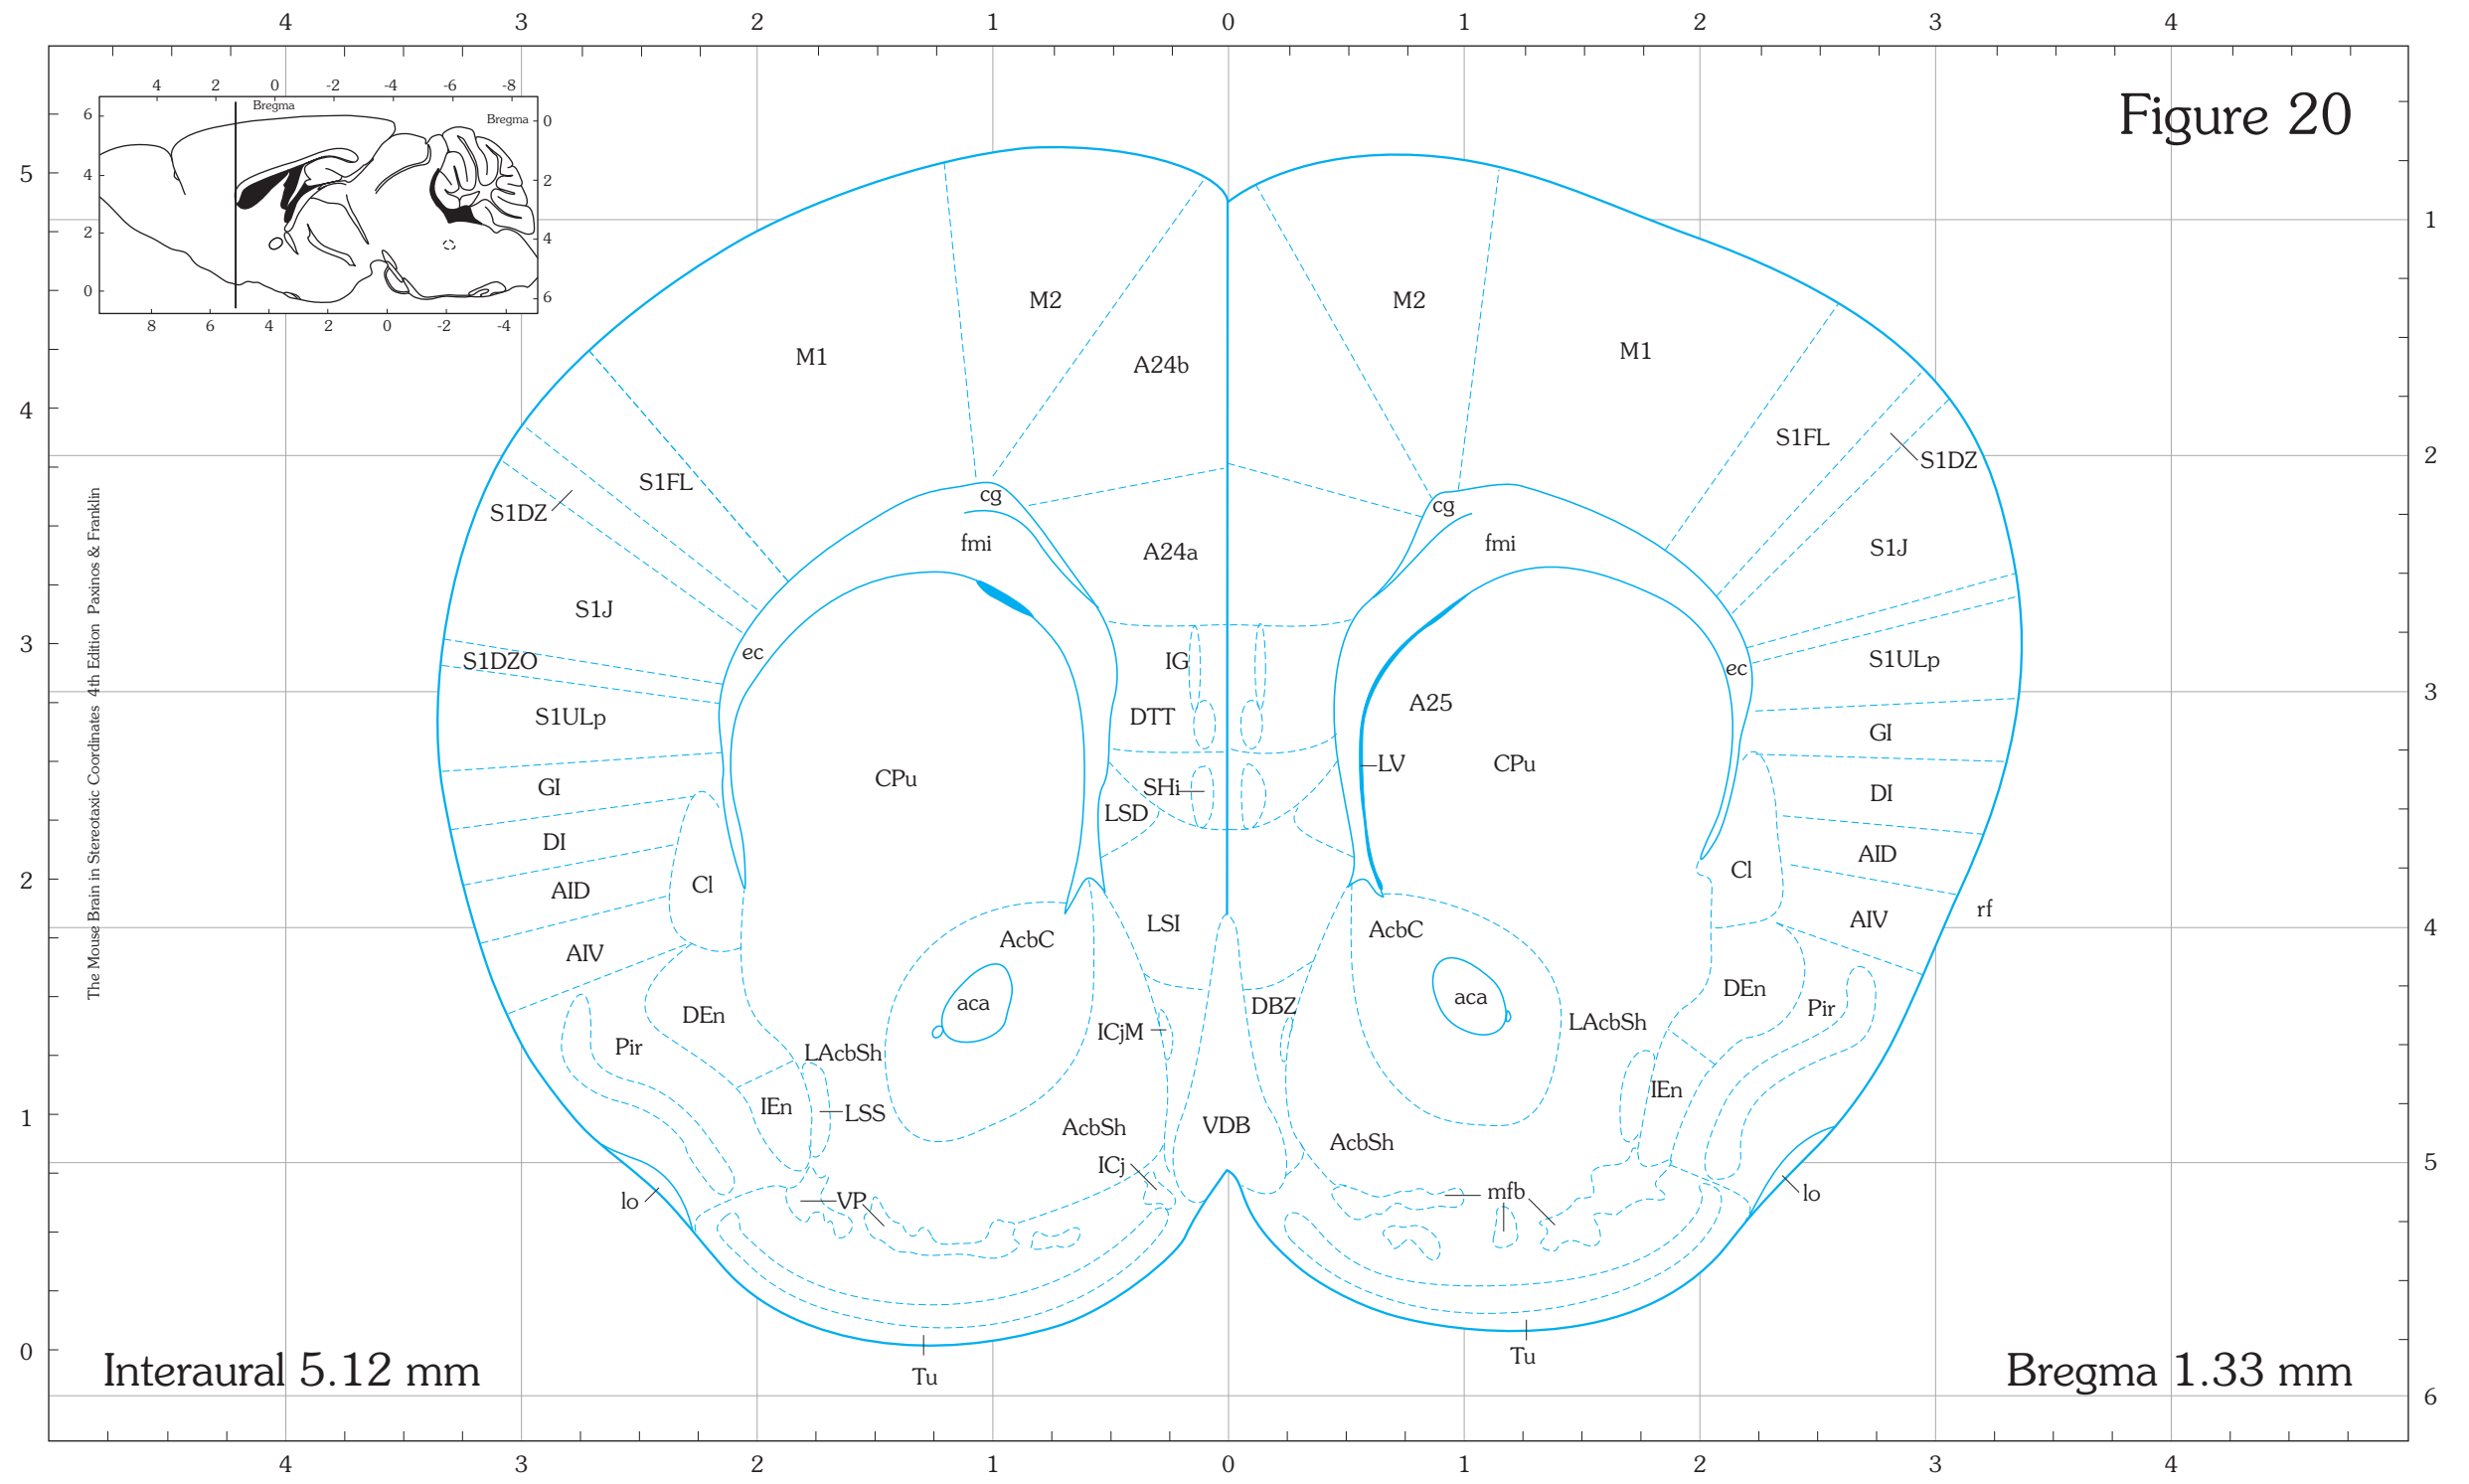 4 3 2 1 0 1 2 3 4
Figure 20
4 2 0 -2 -4 -6 -8
Bregma
6 4 2 0
Bregma 0
2
4
6
8 6 4 2 0 -2 -4
5
4
3
2
1
0
1
2
3
4
5
6
The Mouse Brain in Stereotaxic Coordinates 4th Edition Paxinos & Franklin
M2 M2
M1 A24b M1
S1FL S1FL
S1DZ cg cg S1DZ
fmi A24a fmi S1J
S1J
S1DZO ec IG ec S1ULp
S1ULp DTT A25 GI
GI CPu SHi LV CPu DI
LSD
DI AID
AID Cl Cl
AIV AcbC LSI AcbC AIV rf
DEn aca ICjM DBZ aca LAcbSh DEn Pir
Pir LAcbSh
IEn LSS IEn
AcbSh VDB AcbSh
ICj
lo VP mfb lo
Tu Tu
Interaural 5.12 mm
Bregma 1.33 mm
4 3 2 1 0 1 2 3 4